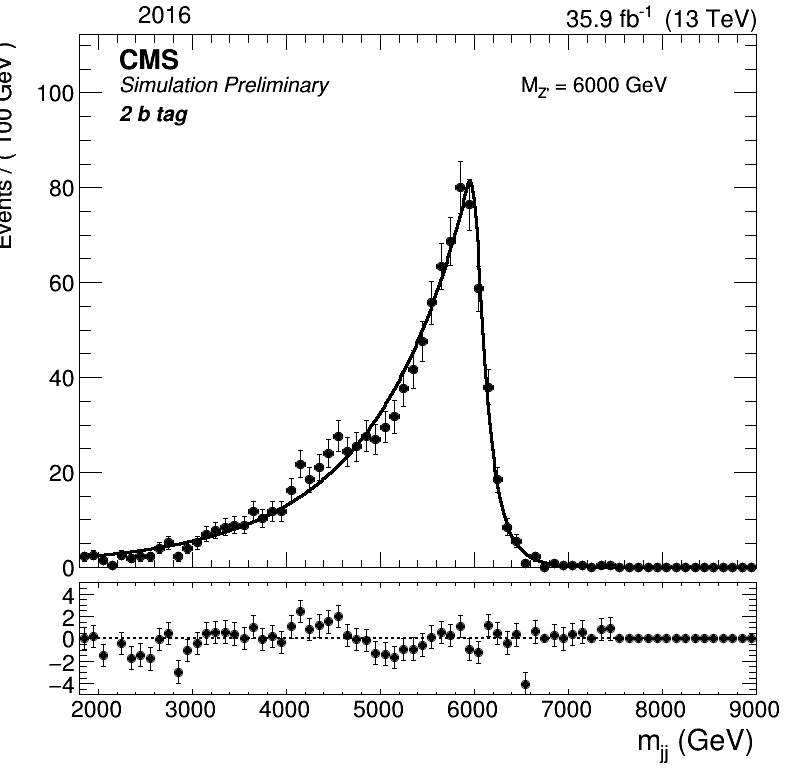 2016
35.9 fb⁻¹ (13 TeV)
CMS
Simulation Preliminary
2 b tag
M_Z' = 6000 GeV
Events / ( 100 GeV )
100
80
60
40
20
0
4
2
0
−2
−4
2000 3000 4000 5000 6000 7000 8000 9000
m_jj (GeV)